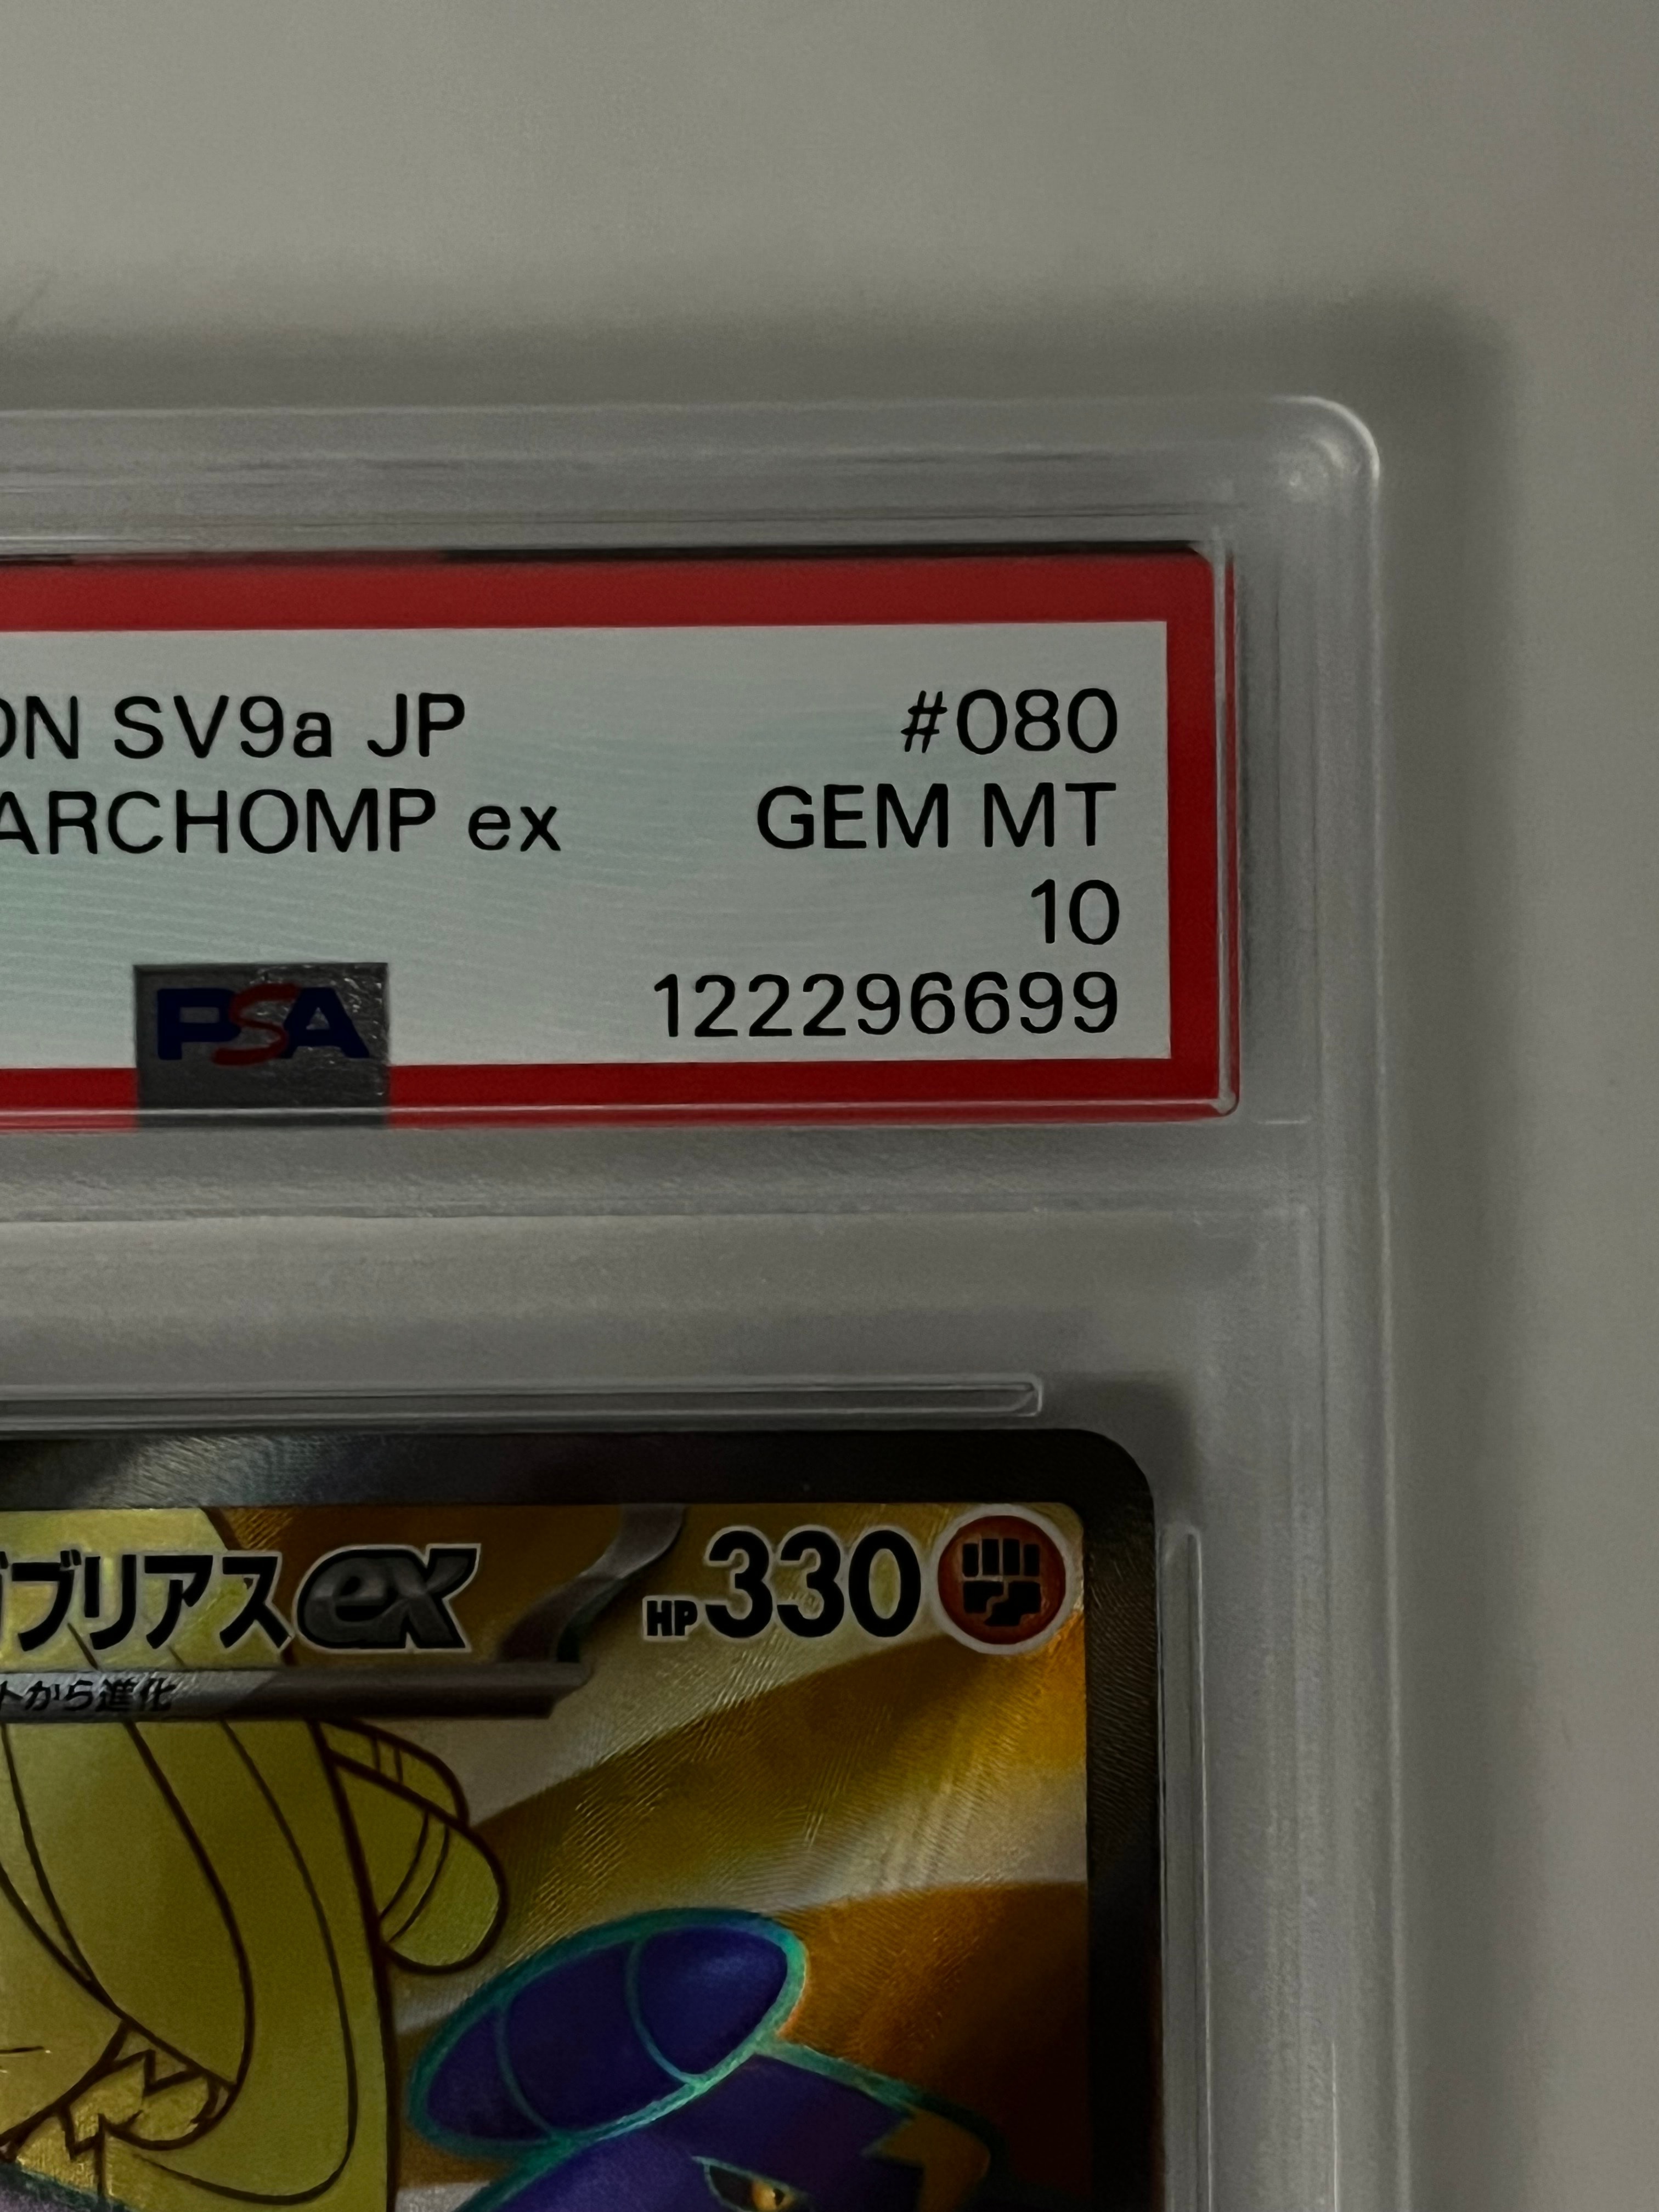 ON SV9a JP #080
ARCHOMP ex GEM MT
10
PSA 122296699
ガブリアスex HP330
トから進化